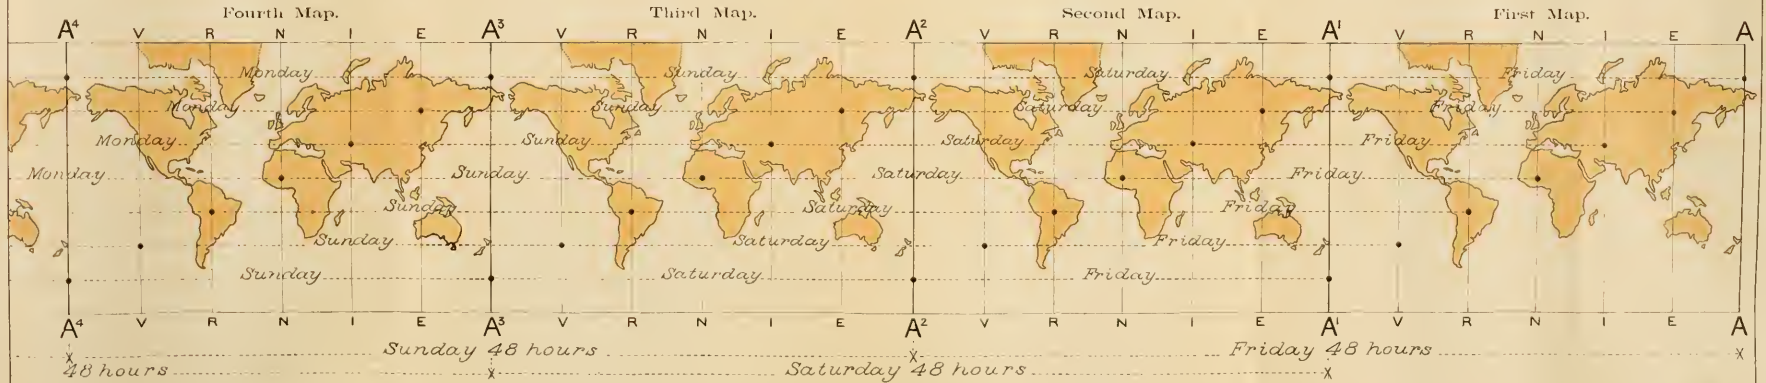 Fourth Map. Third Map. Second Map. First Map.
A⁴ V R N I E A³ V R N I E A² V R N I E A¹ V R N I E A
Monday Sunday Saturday Friday
Monday Sunday Saturday Friday
Monday Sunday Saturday Friday
Monday Sunday Saturday Friday
Sunday Saturday Friday
Sunday Saturday Friday
Sunday Saturday Friday
A⁴ V R N I E A³ V R N I E A² V R N I E A¹ V R N I E A
X Sunday 48 hours X Friday 48 hours X
48 hours X Saturday 48 hours X